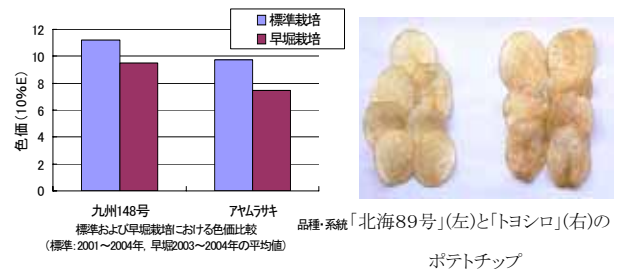 標準栽培
早堀栽培
色価(10%E)
12
10
8
6
4
2
0
九州148号
アヤムラサキ
品種・系統
標準および早堀栽培における色価比較
(標準:2001～2004年, 早堀2003～2004年の平均値)
「北海89号」(左)と「トヨシロ」(右)の
ポテトチップ